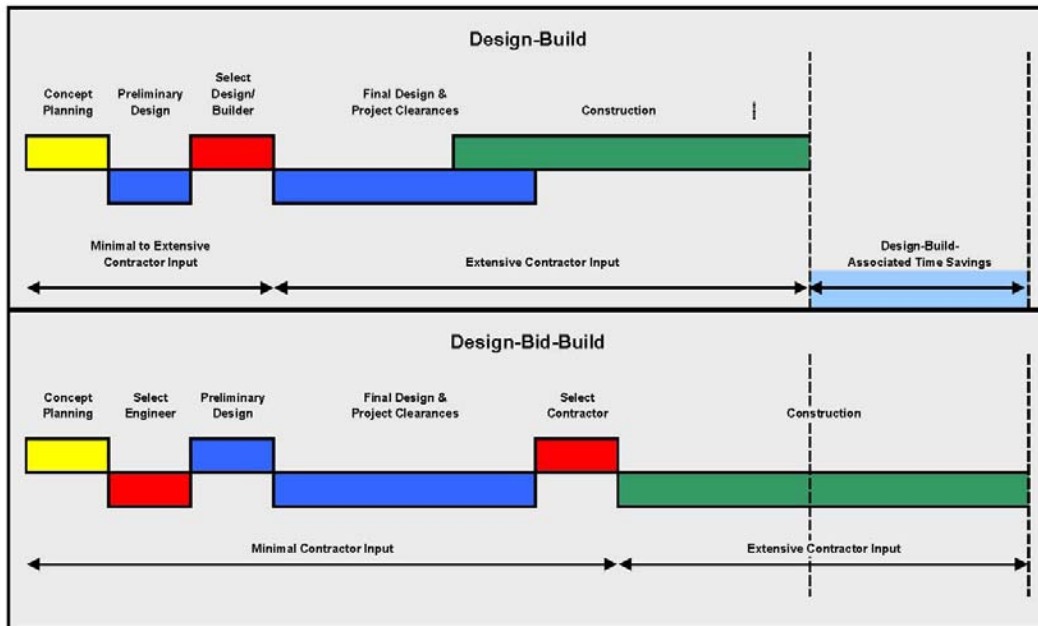 Design-Build
Concept
Planning
Preliminary
Design
Select
Design/
Builder
Final Design &
Project Clearances
Construction
Minimal to Extensive
Contractor Input
Extensive Contractor Input
Design-Build-
Associated Time Savings
Design-Bid-Build
Concept
Planning
Select
Engineer
Preliminary
Design
Final Design &
Project Clearances
Select
Contractor
Construction
Minimal Contractor Input
Extensive Contractor Input